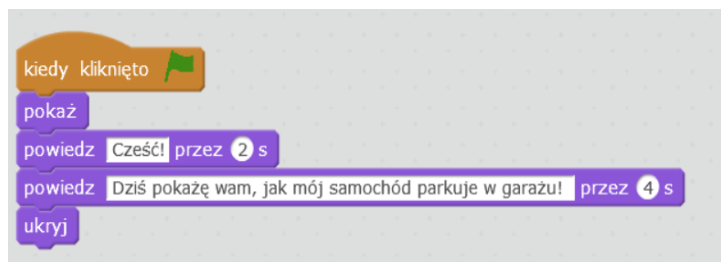 kiedy kliknięto
pokaż
powiedz Cześć! przez 2 s
powiedz Dziś pokażę wam, jak mój samochód parkuje w garażu! przez 4 s
ukryj